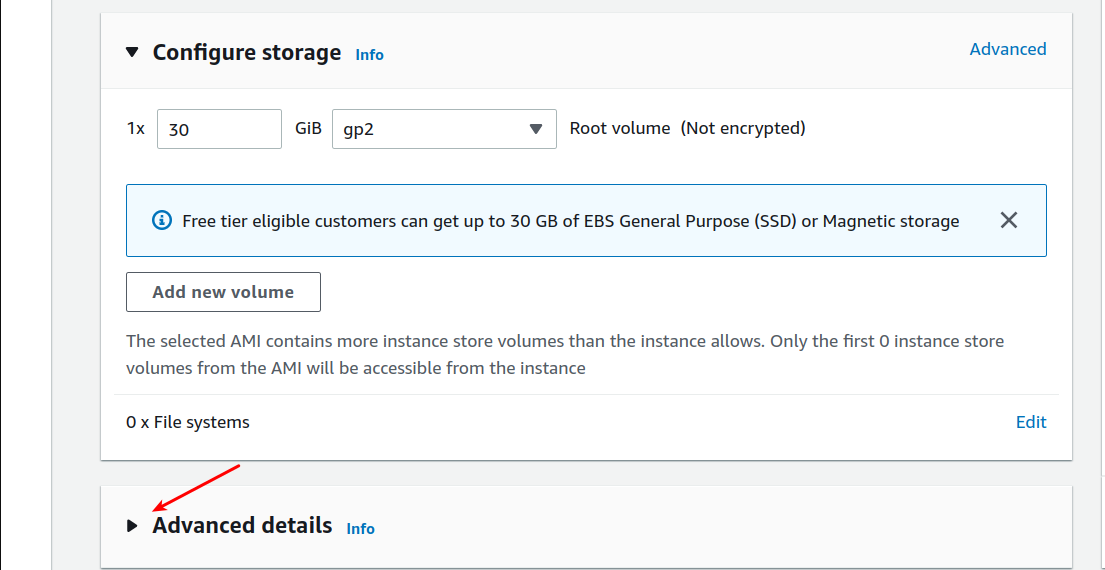 Configure storage Info Advanced
1x 30 GiB gp2 Root volume (Not encrypted)
Free tier eligible customers can get up to 30 GB of EBS General Purpose (SSD) or Magnetic storage
Add new volume
The selected AMI contains more instance store volumes than the instance allows. Only the first 0 instance store
volumes from the AMI will be accessible from the instance
0 x File systems Edit
Advanced details Info